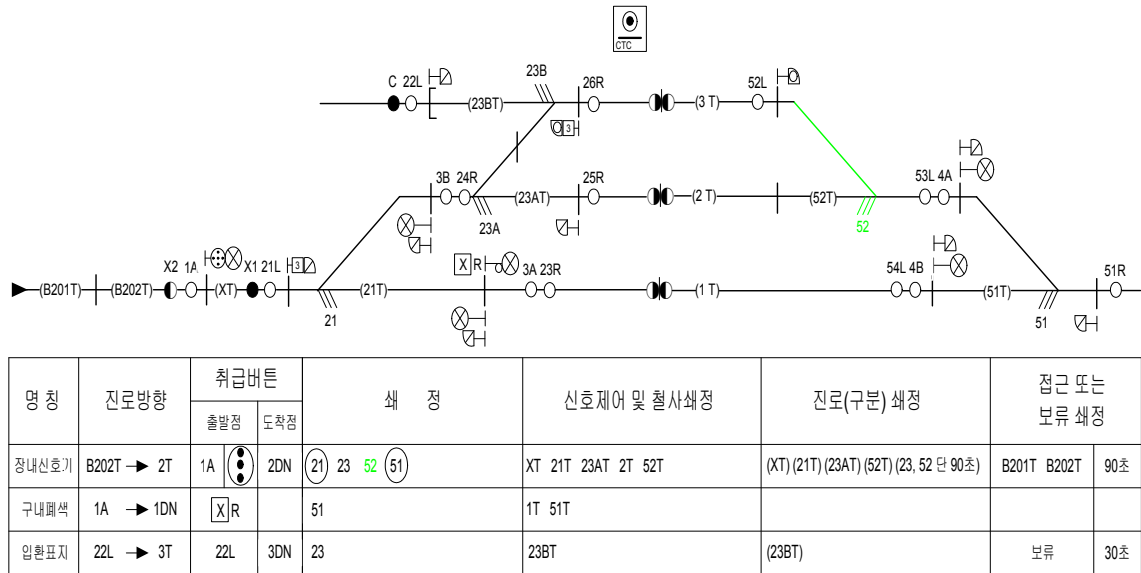 CTC
C 22L (23BT) 23B 26R (3 T) 52L
3
3B 24R (23AT) 25R (2 T) (52T) 53L 4A
23A 52
(B201T) (B202T) X2 1A (XT) X1 21L 3 (21T) X R 3A 23R (1 T) 54L 4B (51T) 51R
21 51
명 칭 진로방향 취급버튼 쇄 정 신호제어 및 철사쇄정 진로(구분) 쇄정 접근 또는
보류 쇄정
출발점 도착점
장내신호기 B202T → 2T 1A 2DN 21 23 52 51 XT 21T 23AT 2T 52T (XT) (21T) (23AT) (52T) (23, 52 단 90초) B201T B202T 90초
구내폐색 1A → 1DN X R 51 1T 51T
입환표지 22L → 3T 22L 3DN 23 23BT (23BT) 보류 30초